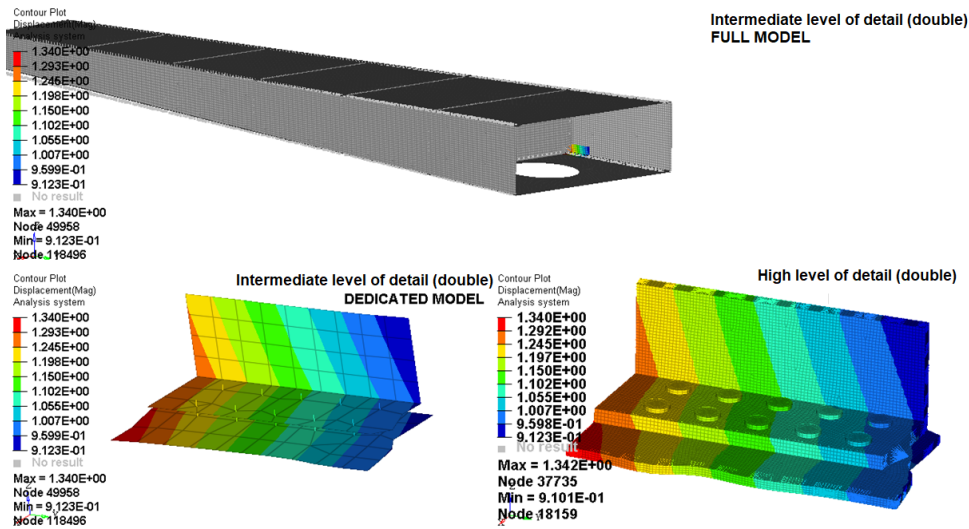 Contour Plot
Displacement(Mag)
Analysis system
1.340E+00
1.293E+00
1.245E+00
1.198E+00
1.150E+00
1.102E+00
1.055E+00
1.007E+00
9.599E-01
9.123E-01
No result
Max = 1.340E+00
Node 49958
Min = 9.123E-01
Node 118496
Intermediate level of detail (double)
FULL MODEL
Contour Plot
Displacement(Mag)
Analysis system
1.340E+00
1.293E+00
1.245E+00
1.198E+00
1.150E+00
1.102E+00
1.055E+00
1.007E+00
9.599E-01
9.123E-01
No result
Max = 1.340E+00
Node 49958
Min = 9.123E-01
Node 118496
Intermediate level of detail (double)
DEDICATED MODEL
Contour Plot
Displacement(Mag)
Analysis system
1.340E+00
1.292E+00
1.245E+00
1.197E+00
1.150E+00
1.102E+00
1.055E+00
1.007E+00
9.598E-01
9.123E-01
No result
Max = 1.342E+00
Node 37735
Min = 9.101E-01
Node 18159
High level of detail (double)